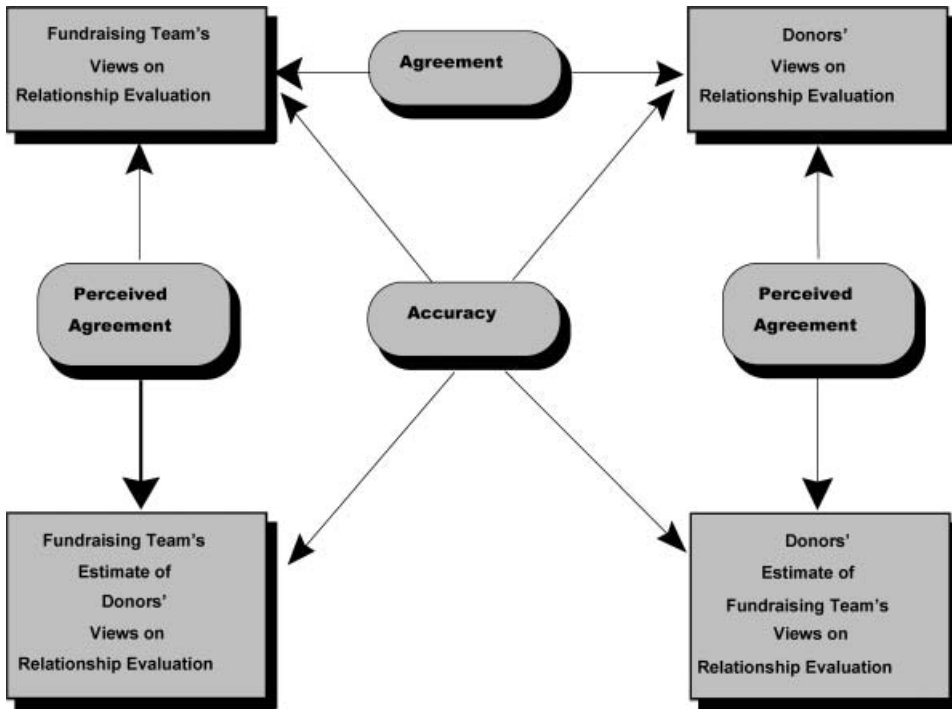 Fundraising Team's
Views on
Relationship Evaluation
Agreement
Donors'
Views on
Relationship Evaluation
Perceived
Agreement
Accuracy
Perceived
Agreement
Fundraising Team's
Estimate of
Donors'
Views on
Relationship Evaluation
Donors'
Estimate of
Fundraising Team's
Views on
Relationship Evaluation